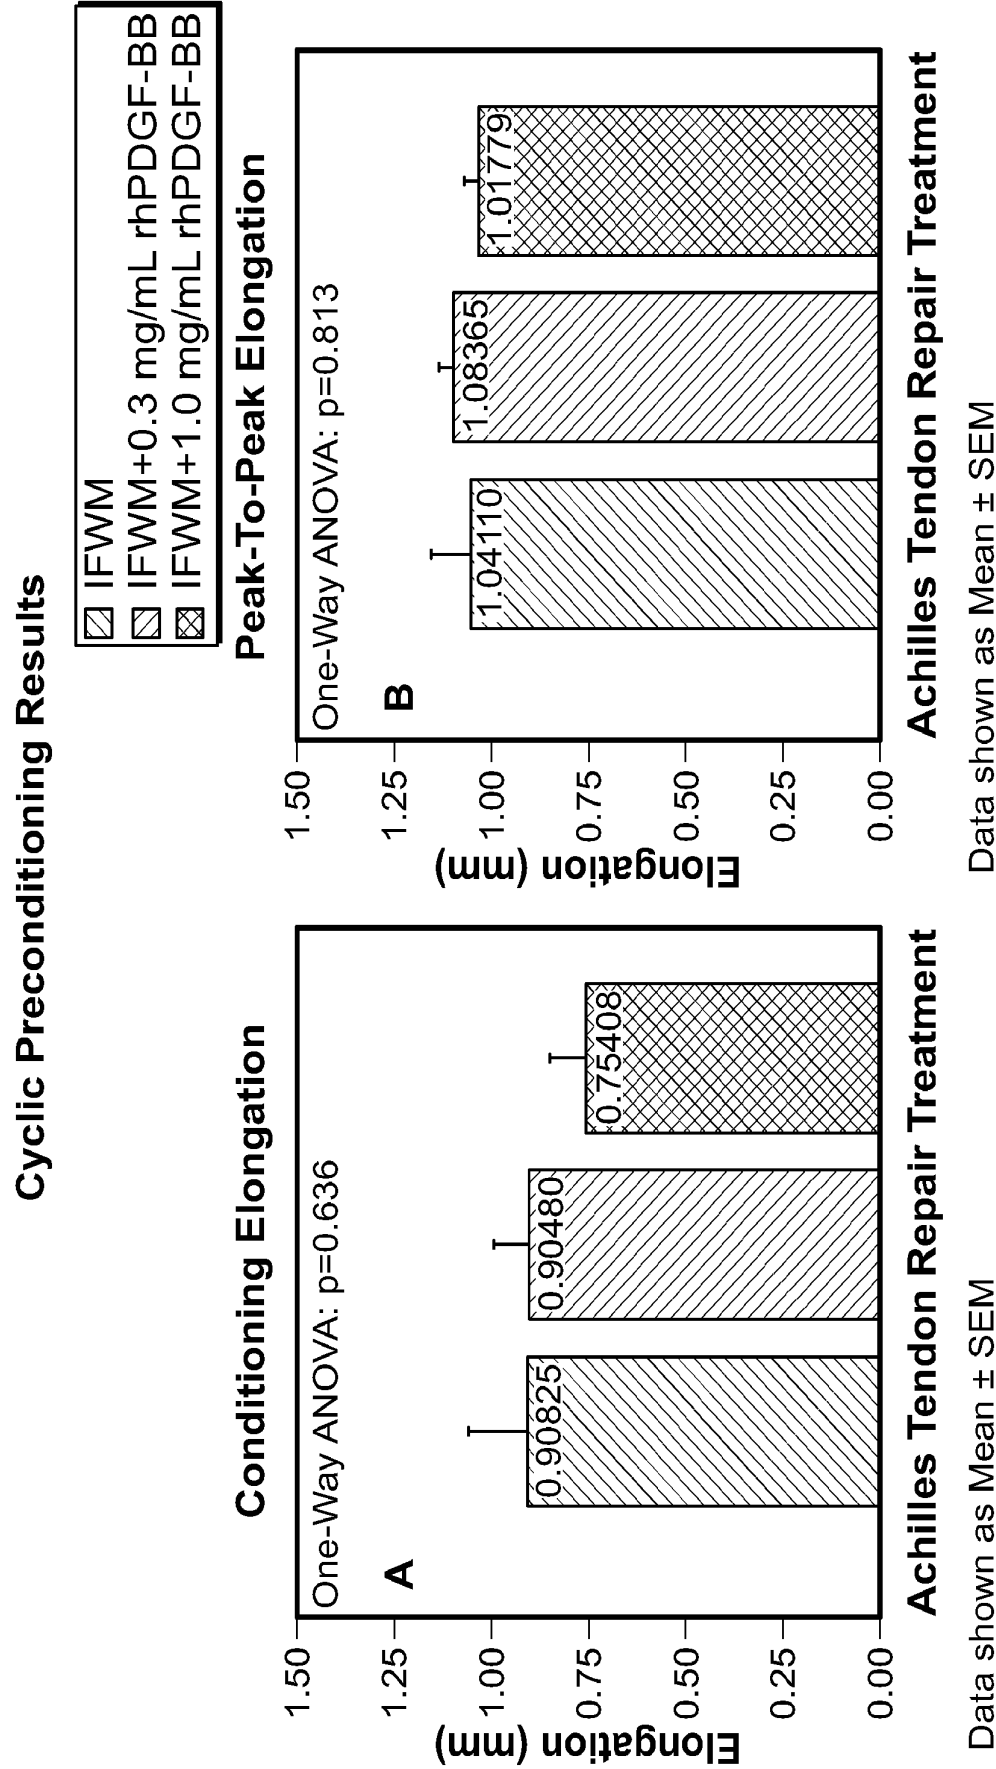 Cyclic Preconditioning Results
IFWM
IFWM+0.3 mg/mL rhPDGF-BB
IFWM+1.0 mg/mL rhPDGF-BB
Conditioning Elongation
One-Way ANOVA: p=0.636
A
Elongation (mm)
1.50
1.25
1.00
0.75
0.50
0.25
0.00
0.90825
0.90480
0.75408
Achilles Tendon Repair Treatment
Data shown as Mean ± SEM
Peak-To-Peak Elongation
One-Way ANOVA: p=0.813
B
Elongation (mm)
1.50
1.25
1.00
0.75
0.50
0.25
0.00
1.04110
1.08365
1.01779
Achilles Tendon Repair Treatment
Data shown as Mean ± SEM